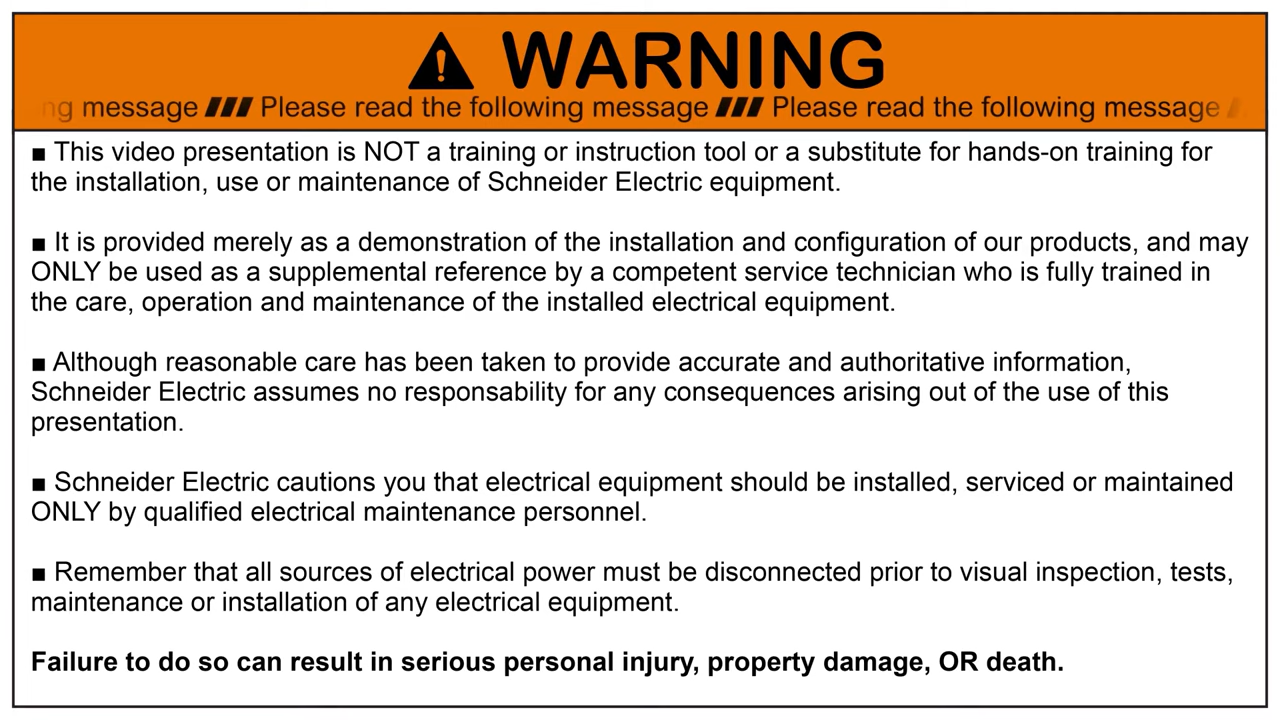 WARNING
ng message Please read the following message Please read the following message
■ This video presentation is NOT a training or instruction tool or a substitute for hands-on training for
the installation, use or maintenance of Schneider Electric equipment.
■ It is provided merely as a demonstration of the installation and configuration of our products, and may
ONLY be used as a supplemental reference by a competent service technician who is fully trained in
the care, operation and maintenance of the installed electrical equipment.
■ Although reasonable care has been taken to provide accurate and authoritative information,
Schneider Electric assumes no responsability for any consequences arising out of the use of this
presentation.
■ Schneider Electric cautions you that electrical equipment should be installed, serviced or maintained
ONLY by qualified electrical maintenance personnel.
■ Remember that all sources of electrical power must be disconnected prior to visual inspection, tests,
maintenance or installation of any electrical equipment.
Failure to do so can result in serious personal injury, property damage, OR death.